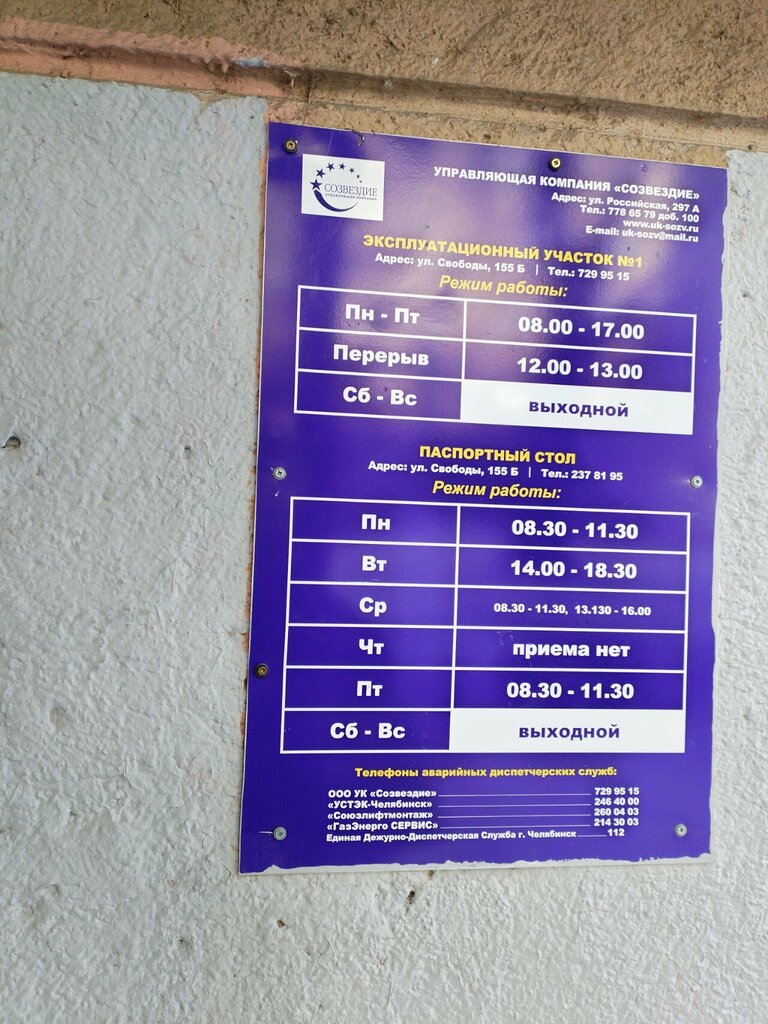 СОЗВЕЗДИЕ
управляющая компания
УПРАВЛЯЮЩАЯ КОМПАНИЯ «СОЗВЕЗДИЕ»
Адрес: ул. Российская, 297 А
Тел.: 778 65 79 доб. 100
www.uk-sozv.ru
E-mail: uk-sozv@mail.ru
ЭКСПЛУАТАЦИОННЫЙ УЧАСТОК №1
Адрес: ул. Свободы, 155 Б | Тел.: 729 95 15
Режим работы:
Пн - Пт 08.00 - 17.00
Перерыв 12.00 - 13.00
Сб - Вс выходной
ПАСПОРТНЫЙ СТОЛ
Адрес: ул. Свободы, 155 Б | Тел.: 237 81 95
Режим работы:
Пн 08.30 - 11.30
Вт 14.00 - 18.30
Ср 08.30 - 11.30, 13.130 - 16.00
Чт приема нет
Пт 08.30 - 11.30
Сб - Вс выходной
Телефоны аварийных диспетчерских служб:
ООО УК «Созвездие» 729 95 15
«УСТЭК-Челябинск» 246 40 00
«Союзлифтмонтаж» 260 04 03
«ГазЭнерго СЕРВИС» 214 30 03
Единая Дежурно-Диспетчерская Служба г. Челябинск 112